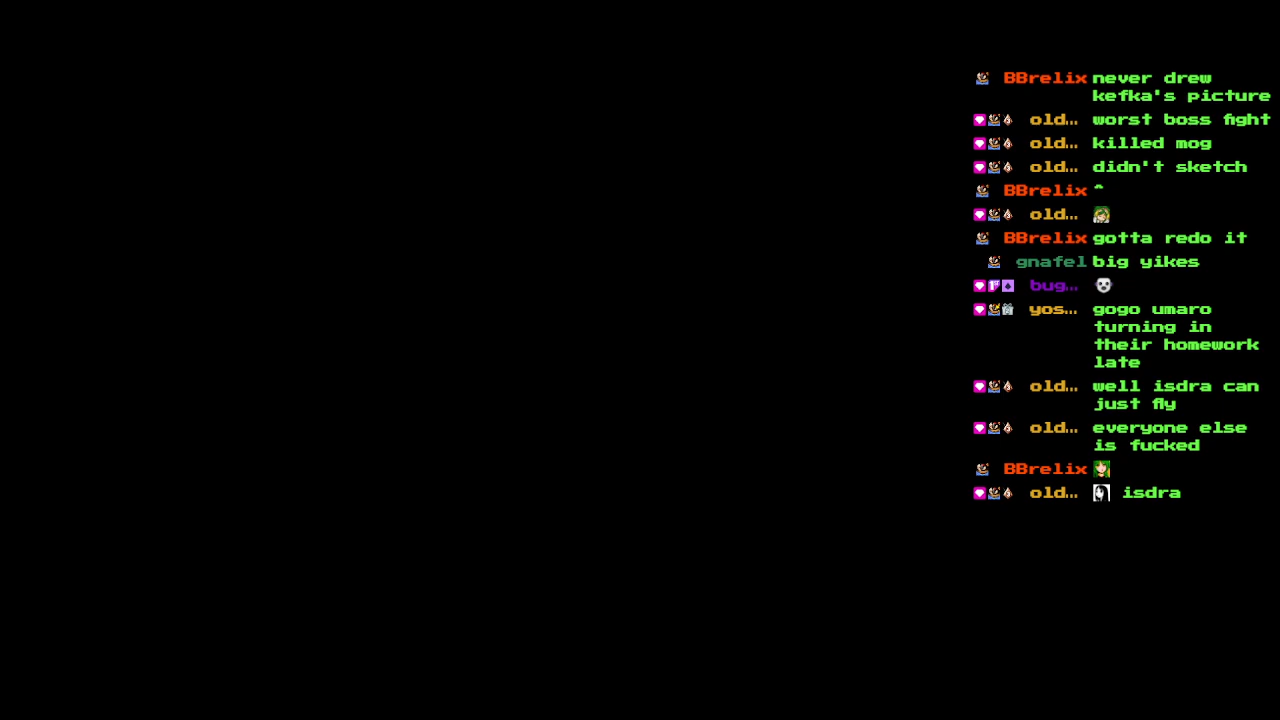 BBrelix never drew
kefka's picture
old… worst boss fight
old… killed mog
old… didn't sketch
BBrelix ^
old…
BBrelix gotta redo it
gnafel big yikes
bug…
yos… gogo umaro
turning in
their homework
late
old… well isdra can
just fly
old… everyone else
is fucked
BBrelix
old… isdra